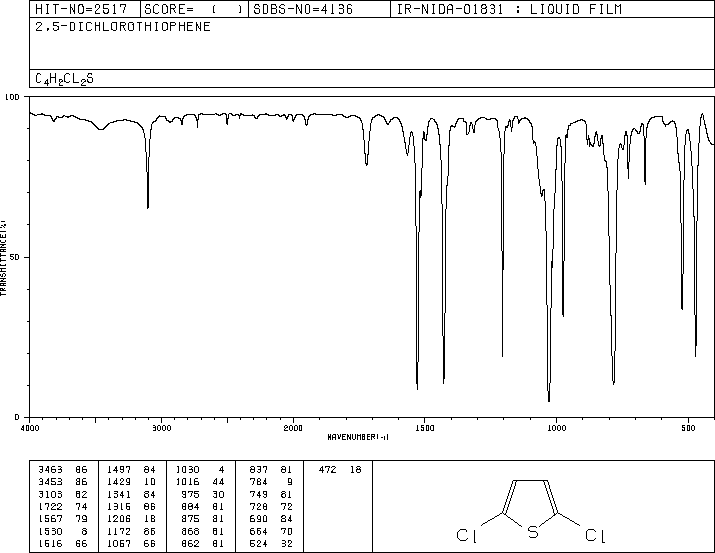 HIT-NO=2517 SCORE= ( ) SDBS-NO=4136 IR-NIDA-01831 : LIQUID FILM
2,5-DICHLOROTHIOPHENE
C4H2CL2S
100
TRANSMITTANCE(%)
50
0
4000 3000 2000 1500 1000 500
WAVENUMBER(-1)
3463 86 1497 84 1030 4 837 81 472 18
3453 86 1429 10 1016 44 784 9
3103 62 1341 84 975 30 749 81
1722 74 1315 86 884 81 728 72
1567 79 1206 18 875 81 690 84
1530 8 1172 86 868 81 664 70
1516 66 1057 66 862 81 524 32
Cl S Cl